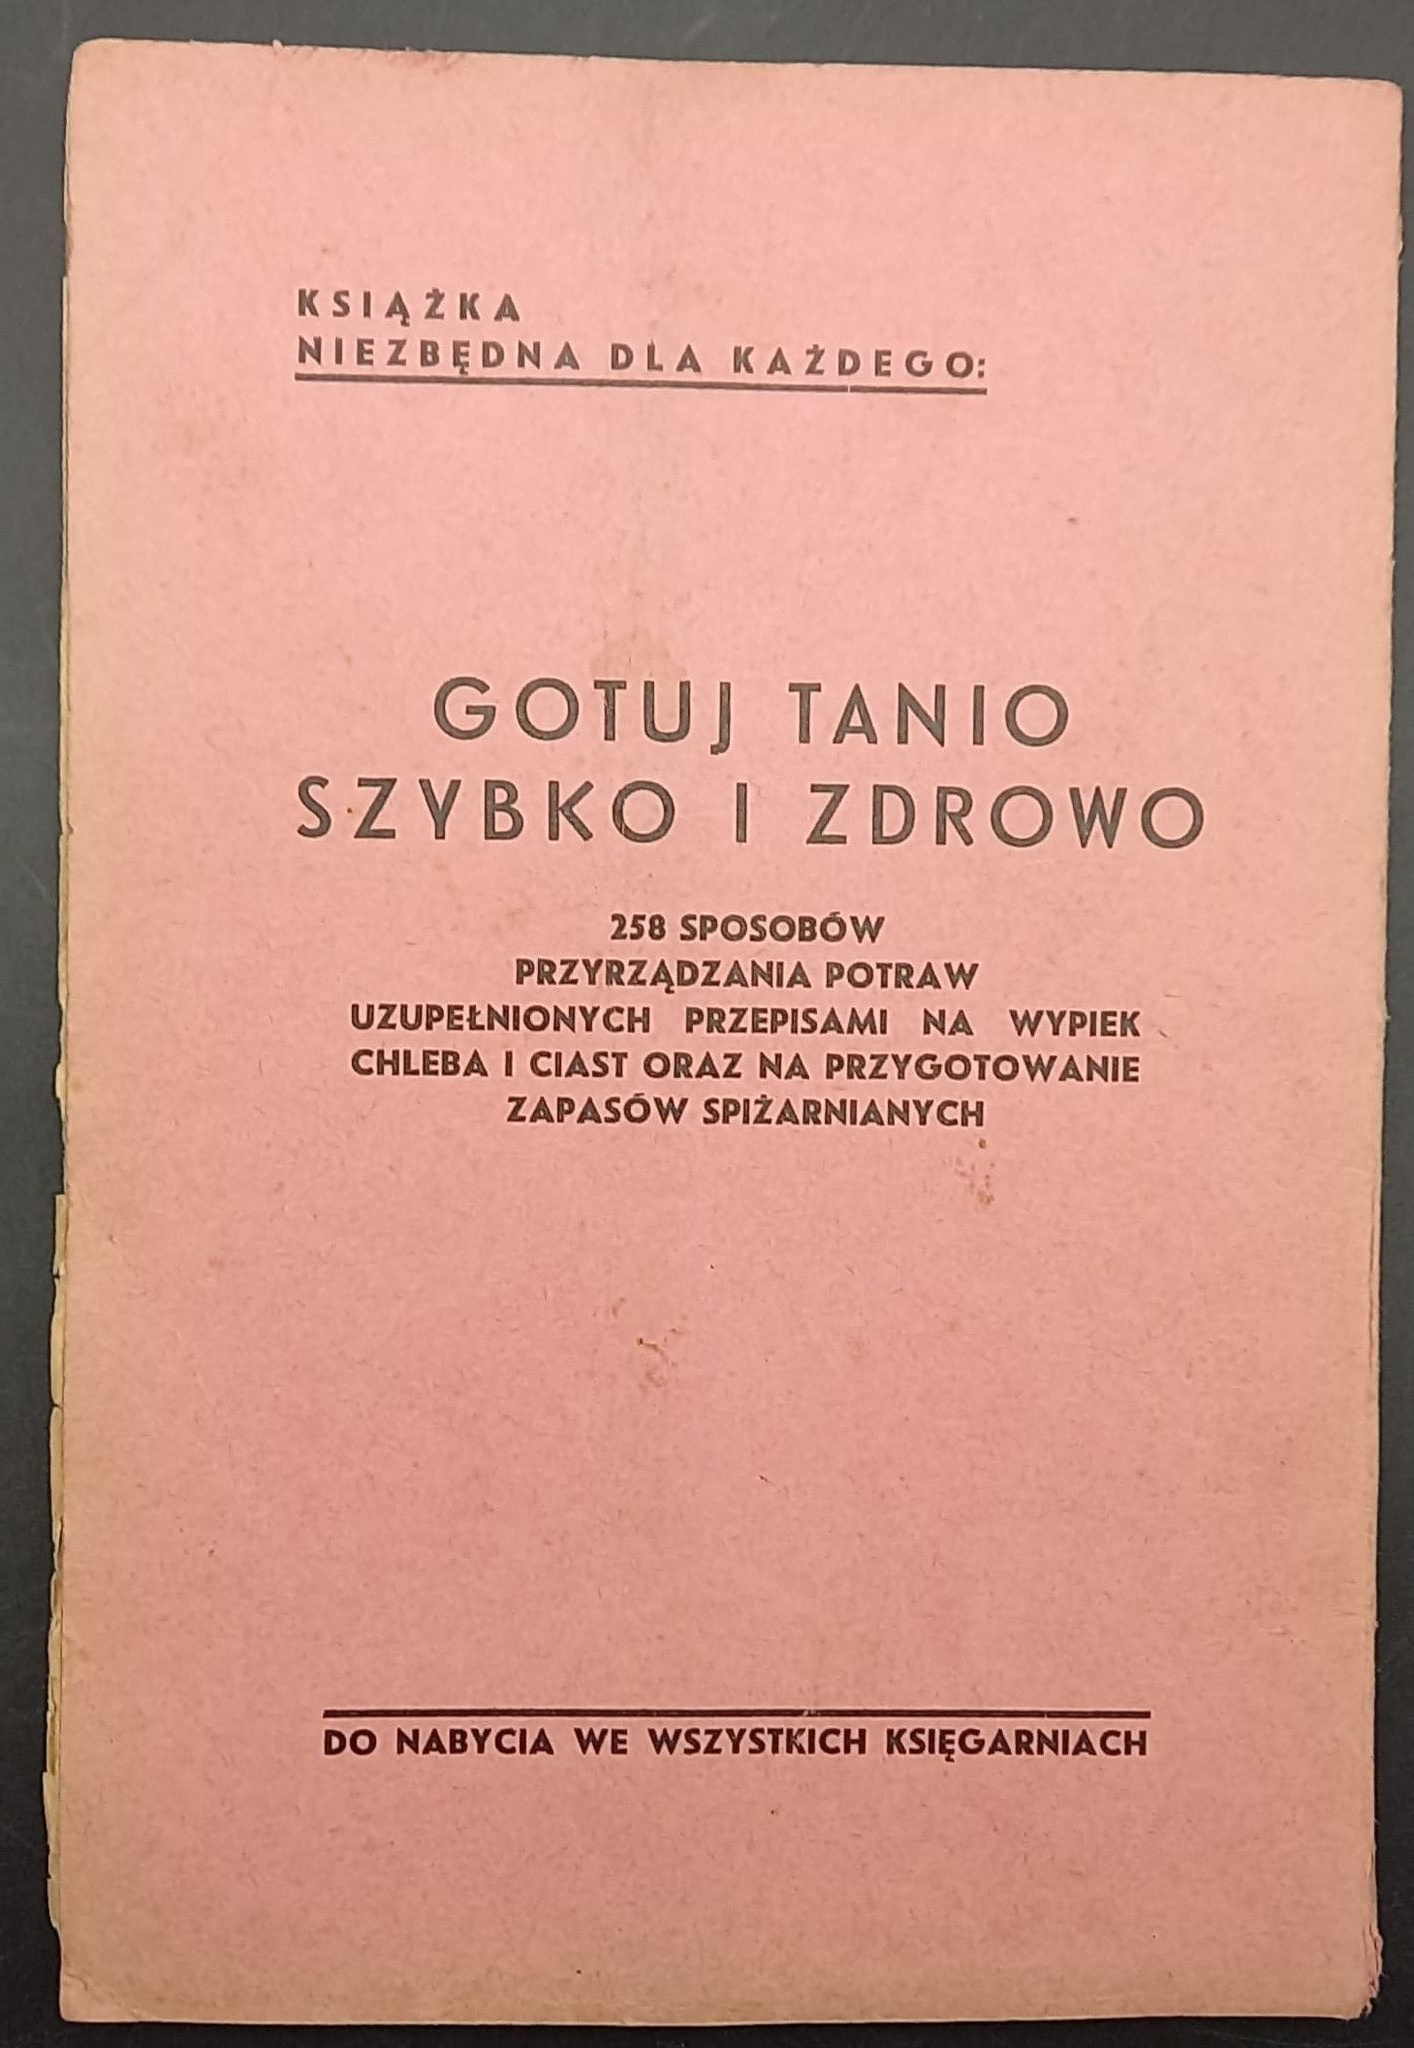 KSIĄŻKA
NIEZBĘDNA DLA KAŻDEGO:
GOTUJ TANIO
SZYBKO I ZDROWO
258 SPOSOBÓW
PRZYRZĄDZANIA POTRAW
UZUPEŁNIONYCH PRZEPISAMI NA WYPIEK
CHLEBA I CIAST ORAZ NA PRZYGOTOWANIE
ZAPASÓW SPIŻARNIANYCH
DO NABYCIA WE WSZYSTKICH KSIĘGARNIACH